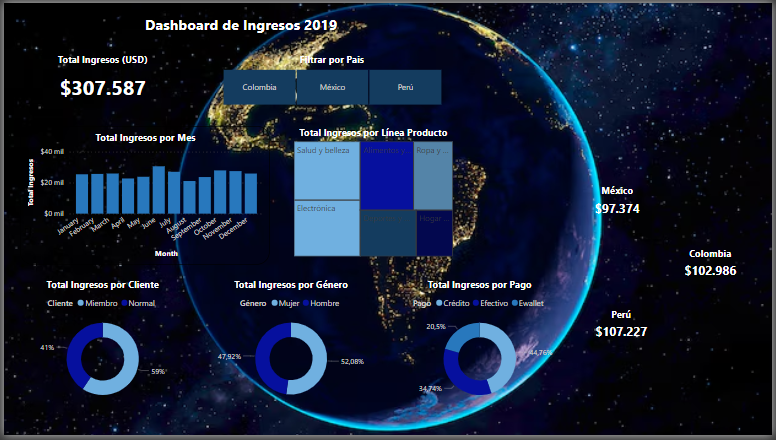 Dashboard de Ingresos 2019
Total Ingresos (USD)
$307.587
Filtrar por Pais
Colombia
México
Perú
Total Ingresos por Mes
Total Ingresos
$40 mil
$20 mil
$0 mil
January
February
March
April
May
June
July
August
September
October
November
December
Month
Total Ingresos por Línea Producto
Salud y belleza
Electrónica
Alimentos y ...
Ropa y ...
Hogar ...
México
$97.374
Colombia
$102.986
Perú
$107.227
Total Ingresos por Cliente
Cliente Miembro Normal
41%
59%
Total Ingresos por Género
Género Mujer Hombre
47,92%
52,08%
Total Ingresos por Pago
Pago Crédito Efectivo Ewallet
20,5%
44,76%
34,74%